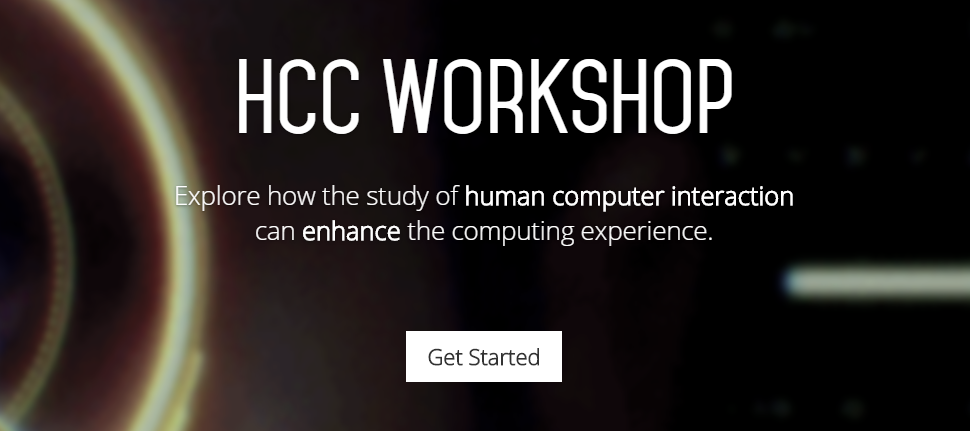 HCC WORKSHOP
Explore how the study of human computer interaction
can enhance the computing experience.
Get Started